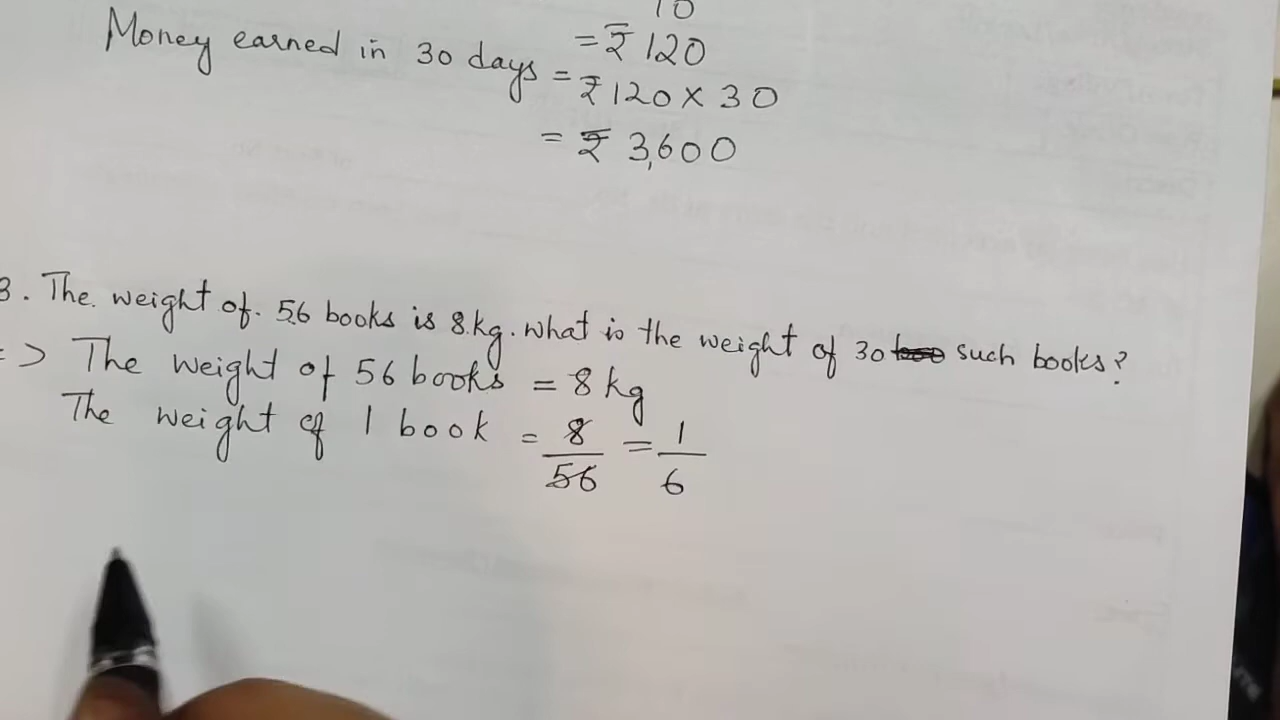 10
= ₹ 120
Money earned in 30 days = ₹ 120 × 30
= ₹ 3,600
3. The weight of 56 books is 8 kg. what is the weight of 30 such books?
=> The weight of 56 books = 8 kg
The weight of 1 book = 8/56 = 1/6